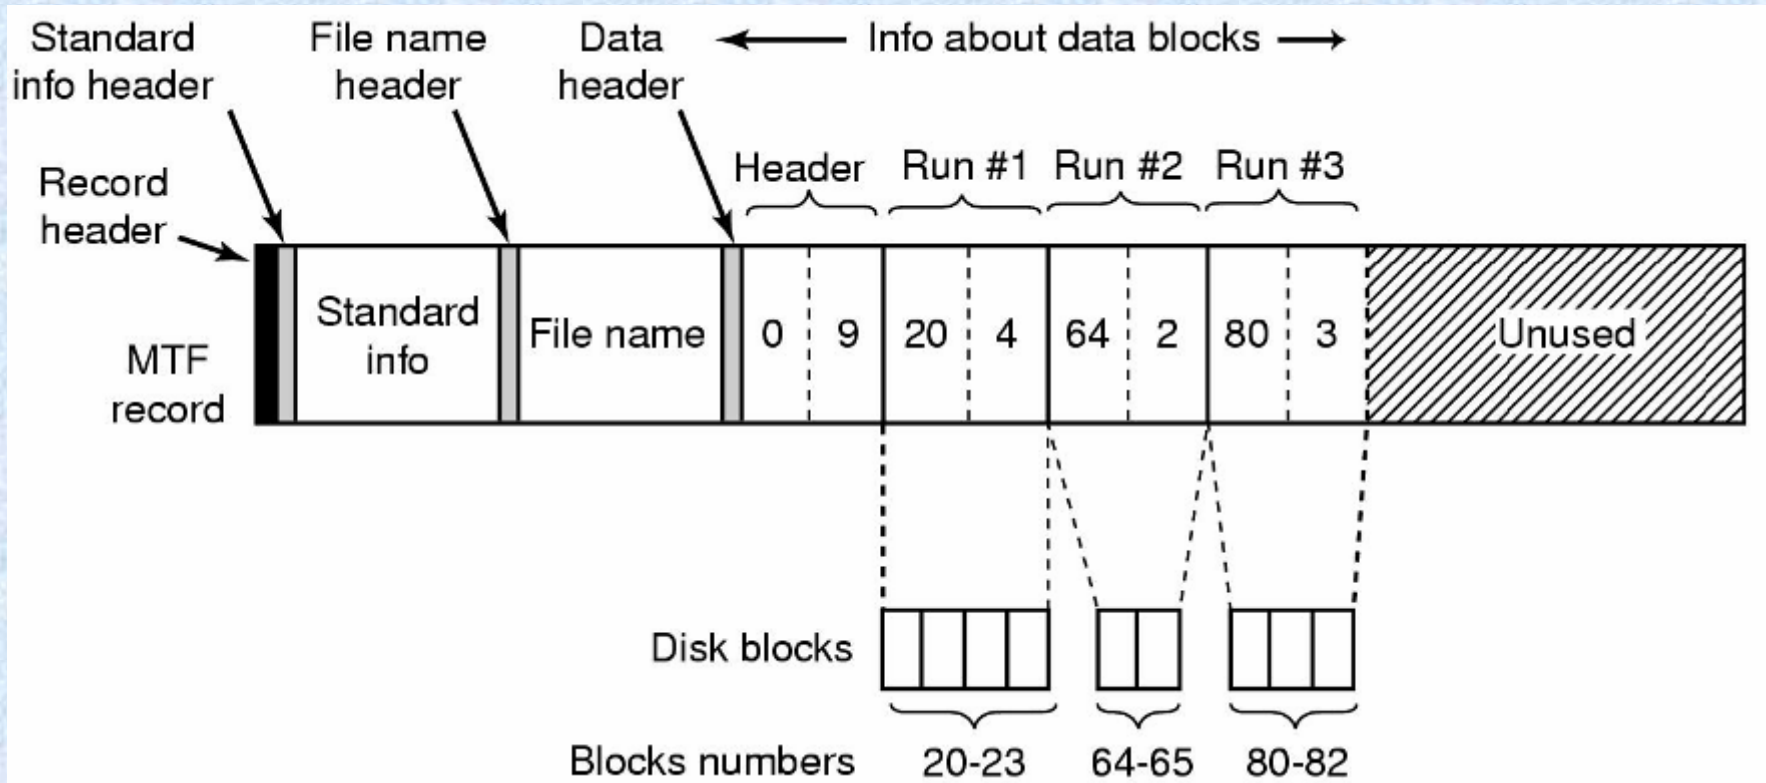 Standard
info header
File name
header
Data
header
Info about data blocks
Record
header
Header
Run #1
Run #2
Run #3
MTF
record
Standard
info
File name
0 9 20 4 64 2 80 3
Unused
Disk blocks
Blocks numbers 20-23 64-65 80-82